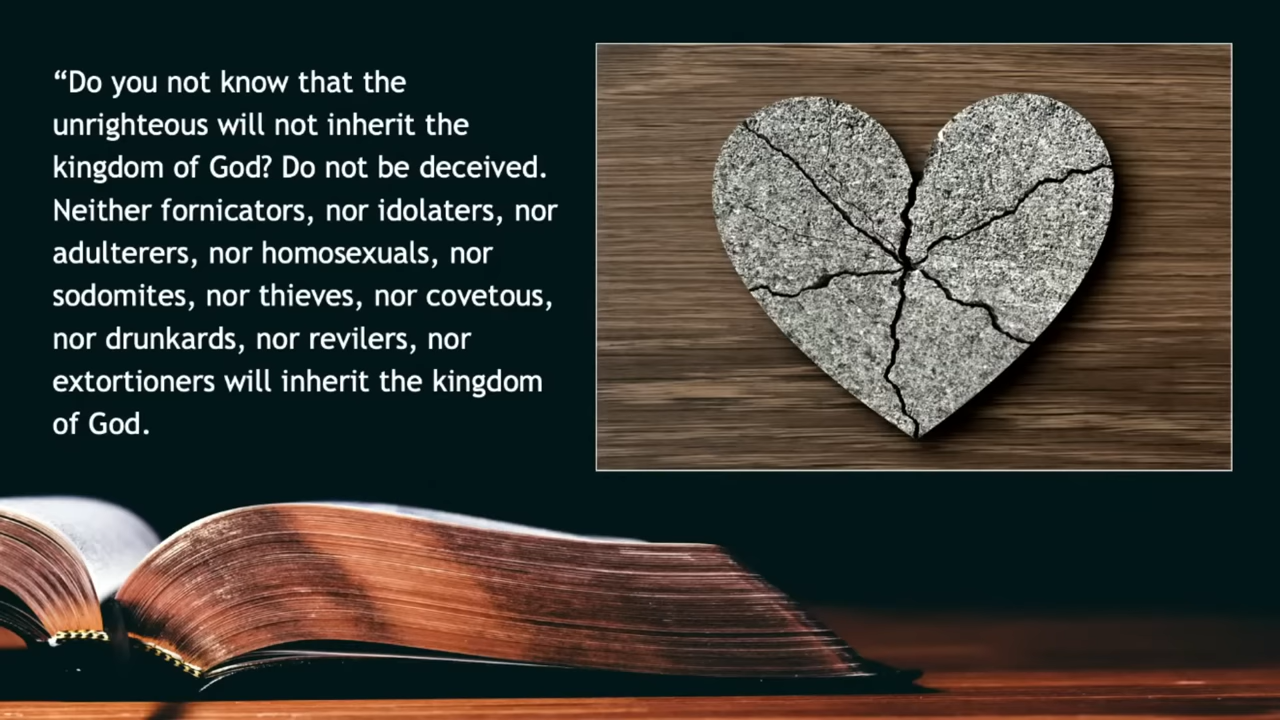 “Do you not know that the
unrighteous will not inherit the
kingdom of God? Do not be deceived.
Neither fornicators, nor idolaters, nor
adulterers, nor homosexuals, nor
sodomites, nor thieves, nor covetous,
nor drunkards, nor revilers, nor
extortioners will inherit the kingdom
of God.